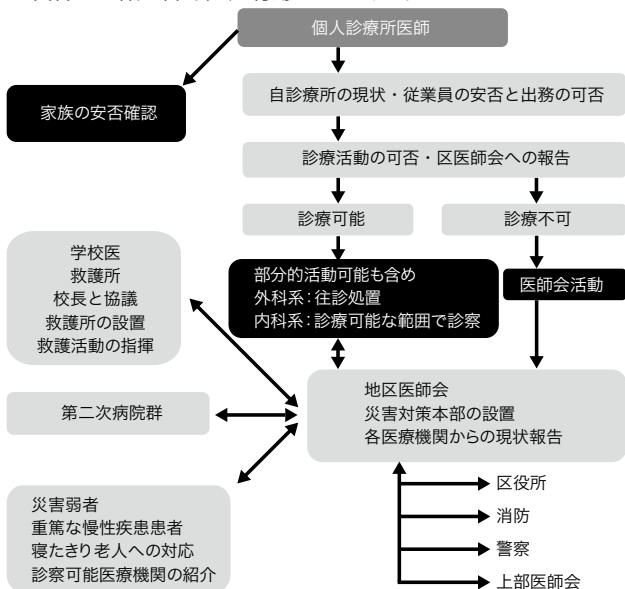 個人診療所医師
家族の安否確認
自診療所の現状・従業員の安否と出務の可否
診療活動の可否・区医師会への報告
診療可能
診療不可
学校医
救護所
校長と協議
救護所の設置
救護活動の指揮
部分的活動可能も含め
外科系：往診処置
内科系：診療可能な範囲で診察
医師会活動
第二次病院群
地区医師会
災害対策本部の設置
各医療機関からの現状報告
災害弱者
重篤な慢性疾患患者
寝たきり老人への対応
診察可能医療機関の紹介
区役所
消防
警察
上部医師会